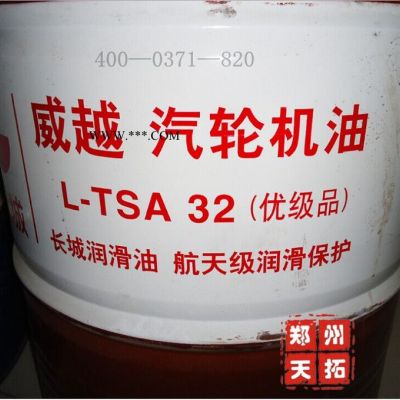 400—0371—820
威越 汽轮机油
WWW.***.COM
L-TSA 32 (优级品)
长城润滑油 航天级润滑保护
郑州
天拓